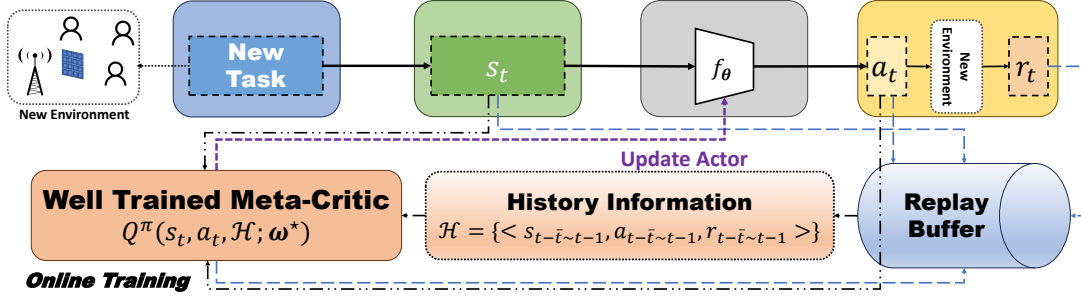 New Environment
New
Task
s_t
f_θ
a_t
New
Environment
r_t
Update Actor
Well Trained Meta-Critic
Q^π(s_t, a_t, ℋ; ω*)
History Information
ℋ = {< s_{t−t̄~t−1}, a_{t−t̄~t−1}, r_{t−t̄~t−1} >}
Replay
Buffer
Online Training